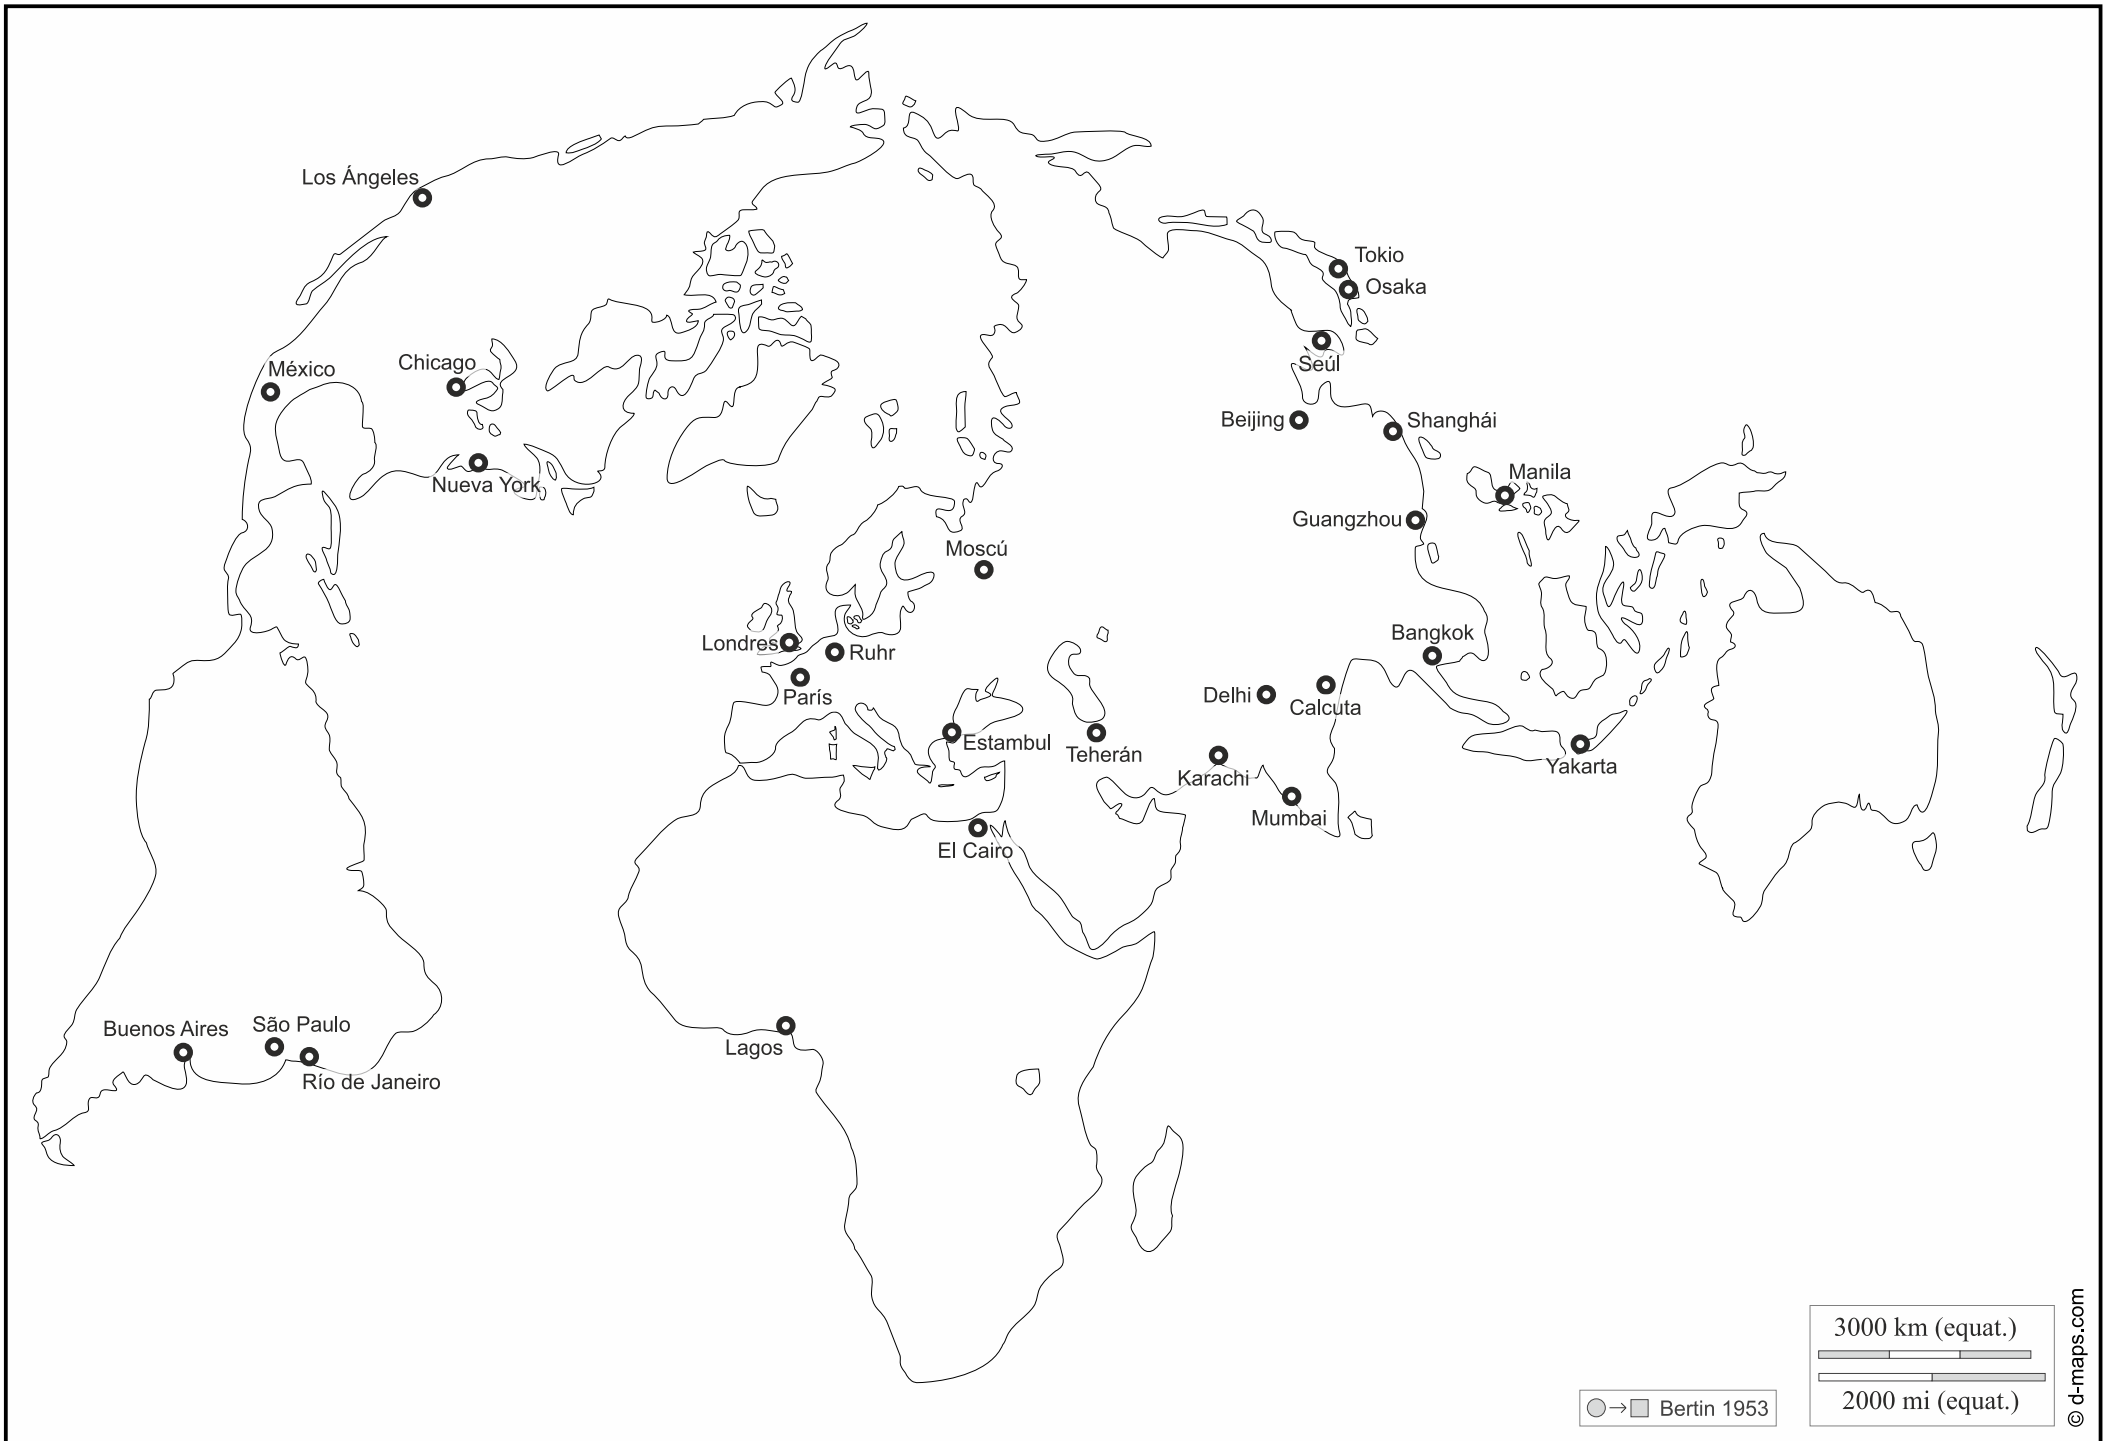 Los Ángeles
Tokio
Osaka
Seúl
México
Chicago
Beijing
Shanghái
Manila
Nueva York
Guangzhou
Moscú
Londres
Ruhr
París
Bangkok
Delhi
Calcuta
Estambul
Teherán
Yakarta
Karachi
Mumbai
El Cairo
Buenos Aires
São Paulo
Río de Janeiro
Lagos
3000 km (equat.)
2000 mi (equat.)
Bertin 1953
© d-maps.com